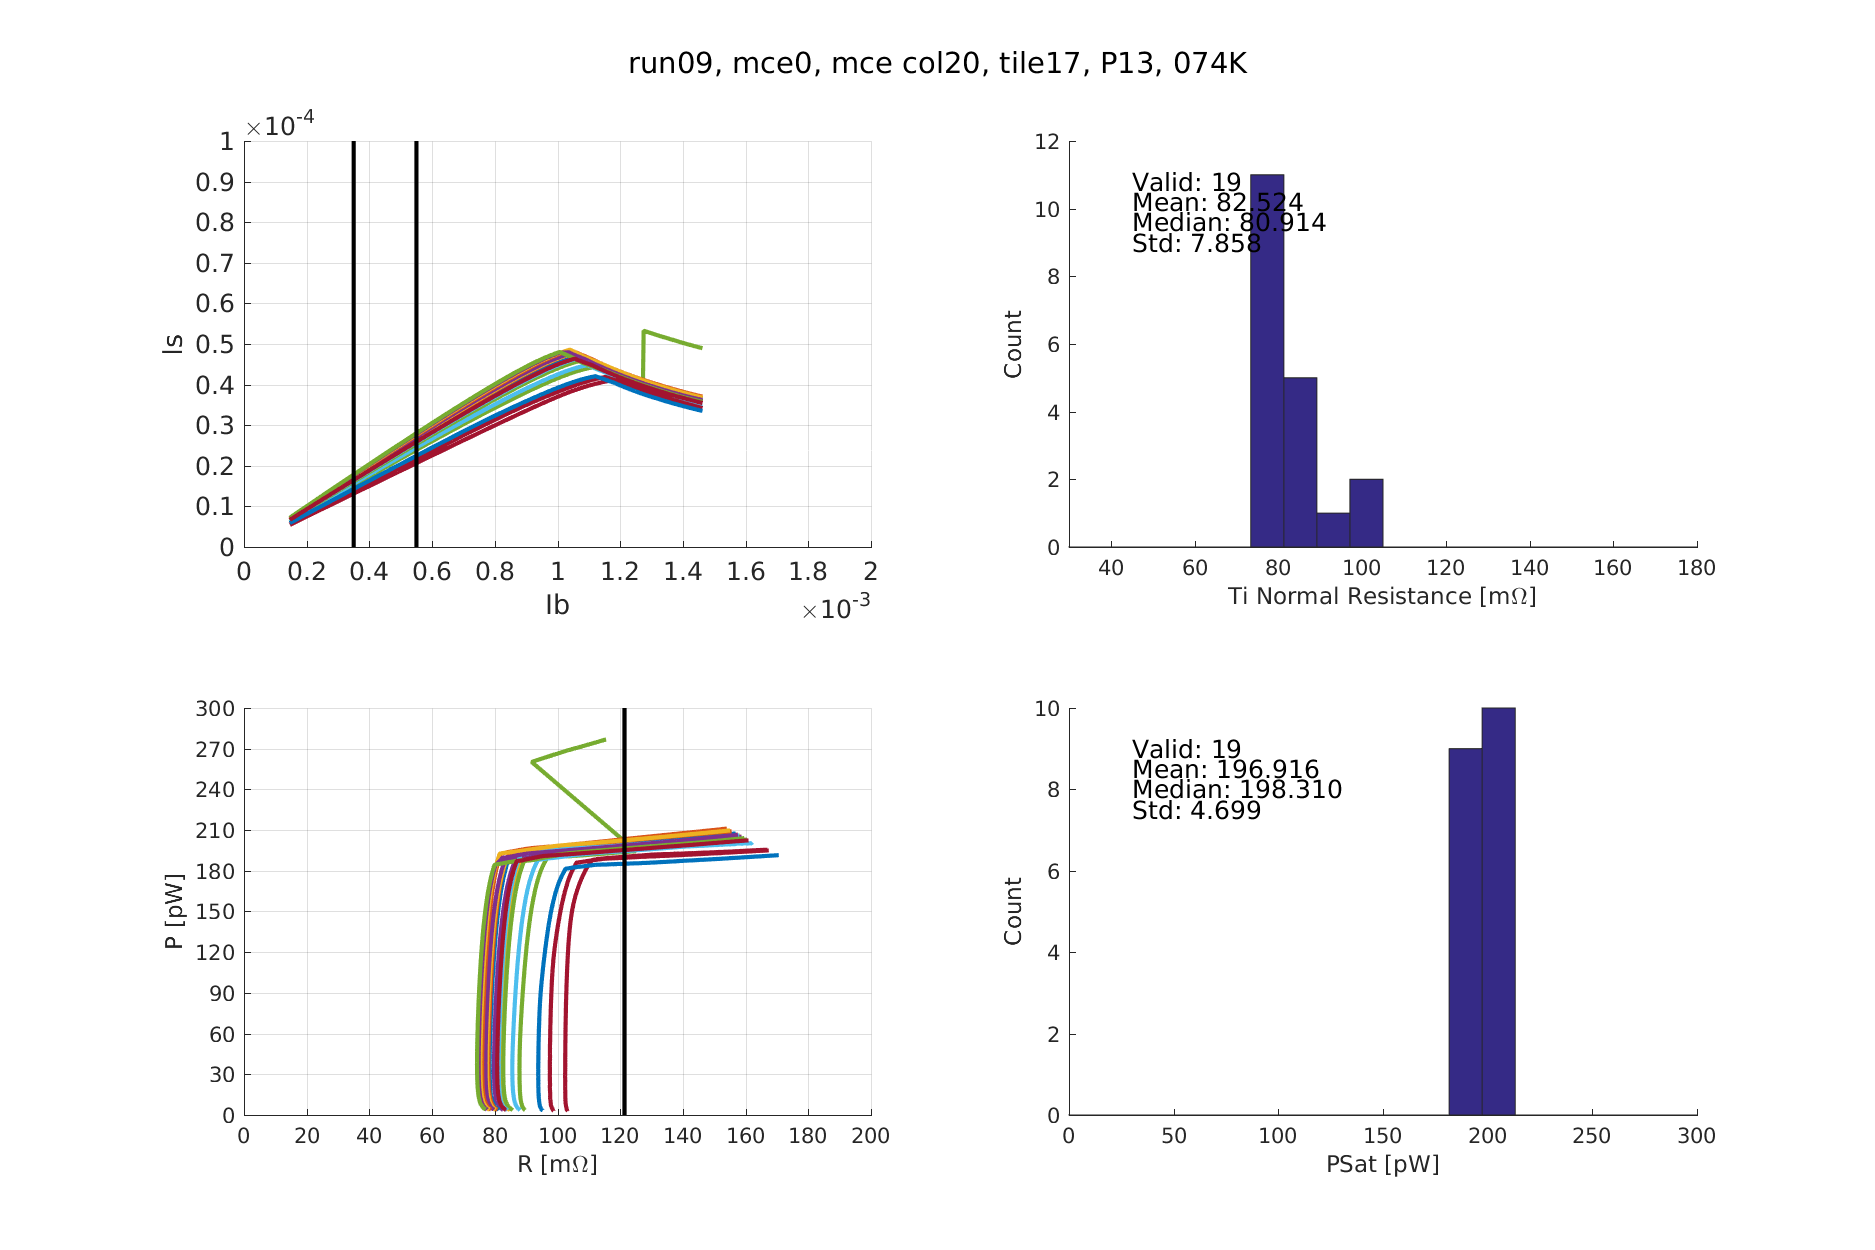 run09, mce0, mce col20, tile17, P13, 074K
×10-4
1
0.9
0.8
0.7
0.6
0.5
0.4
0.3
0.2
0.1
0
Is
0 0.2 0.4 0.6 0.8 1 1.2 1.4 1.6 1.8 2
Ib
×10-3
12
10
8
6
4
2
0
Count
Valid: 19
Mean: 82.524
Median: 80.914
Std: 7.858
40 60 80 100 120 140 160 180
Ti Normal Resistance [mΩ]
300
270
240
210
180
150
120
90
60
30
0
P [pW]
0 20 40 60 80 100 120 140 160 180 200
R [mΩ]
10
8
6
4
2
0
Count
Valid: 19
Mean: 196.916
Median: 198.310
Std: 4.699
0 50 100 150 200 250 300
PSat [pW]